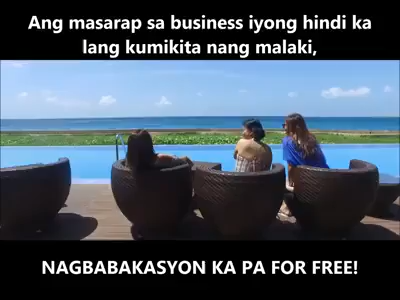 Ang masarap sa business iyong hindi ka
lang kumikita nang malaki,
NAGBABAKASYON KA PA FOR FREE!